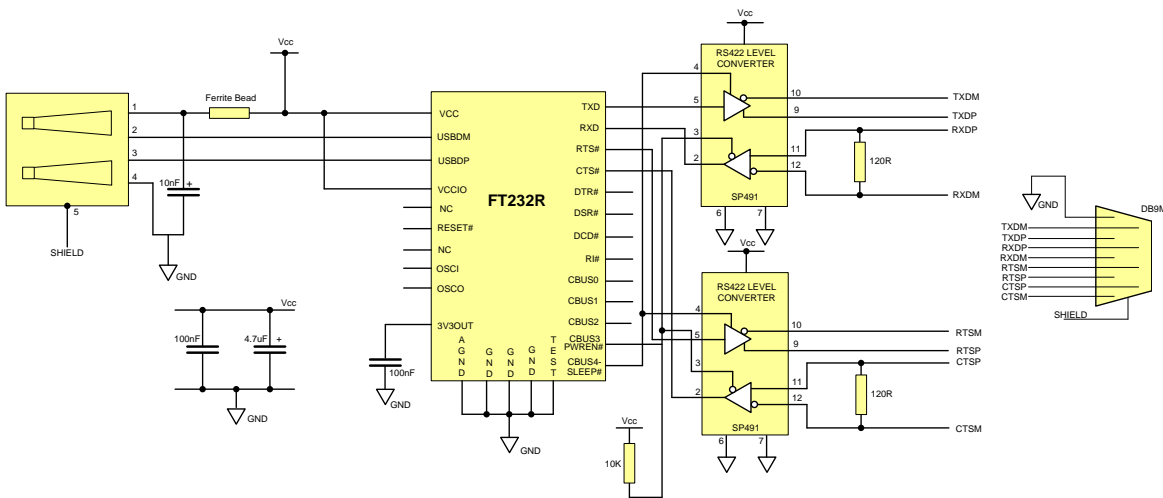 Vcc
Ferrite Bead
1
2
3
4
5
10nF
+
GND
SHIELD
Vcc
100nF
4.7uF
+
GND
FT232R
VCC
USBDM
USBDP
VCCIO
NC
RESET#
NC
OSCI
OSCO
3V3OUT
100nF
GND
TXD
RXD
RTS#
CTS#
DTR#
DSR#
DCD#
RI#
CBUS0
CBUS1
CBUS2
CBUS3
PWREN#
CBUS4-
SLEEP#
AGND
GND
GND
GND
TEST
GND
Vcc
10K
Vcc
RS422 LEVEL
CONVERTER
4
5
3
2
10
9
11
12
SP491
6
7
TXDM
TXDP
RXDP
120R
RXDM
Vcc
RS422 LEVEL
CONVERTER
4
5
3
2
10
9
11
12
SP491
6
7
RTSM
RTSP
CTSP
120R
CTSM
GND
DB9M
TXDM
TXDP
RXDP
RXDM
RTSM
RTSP
CTSP
CTSM
SHIELD